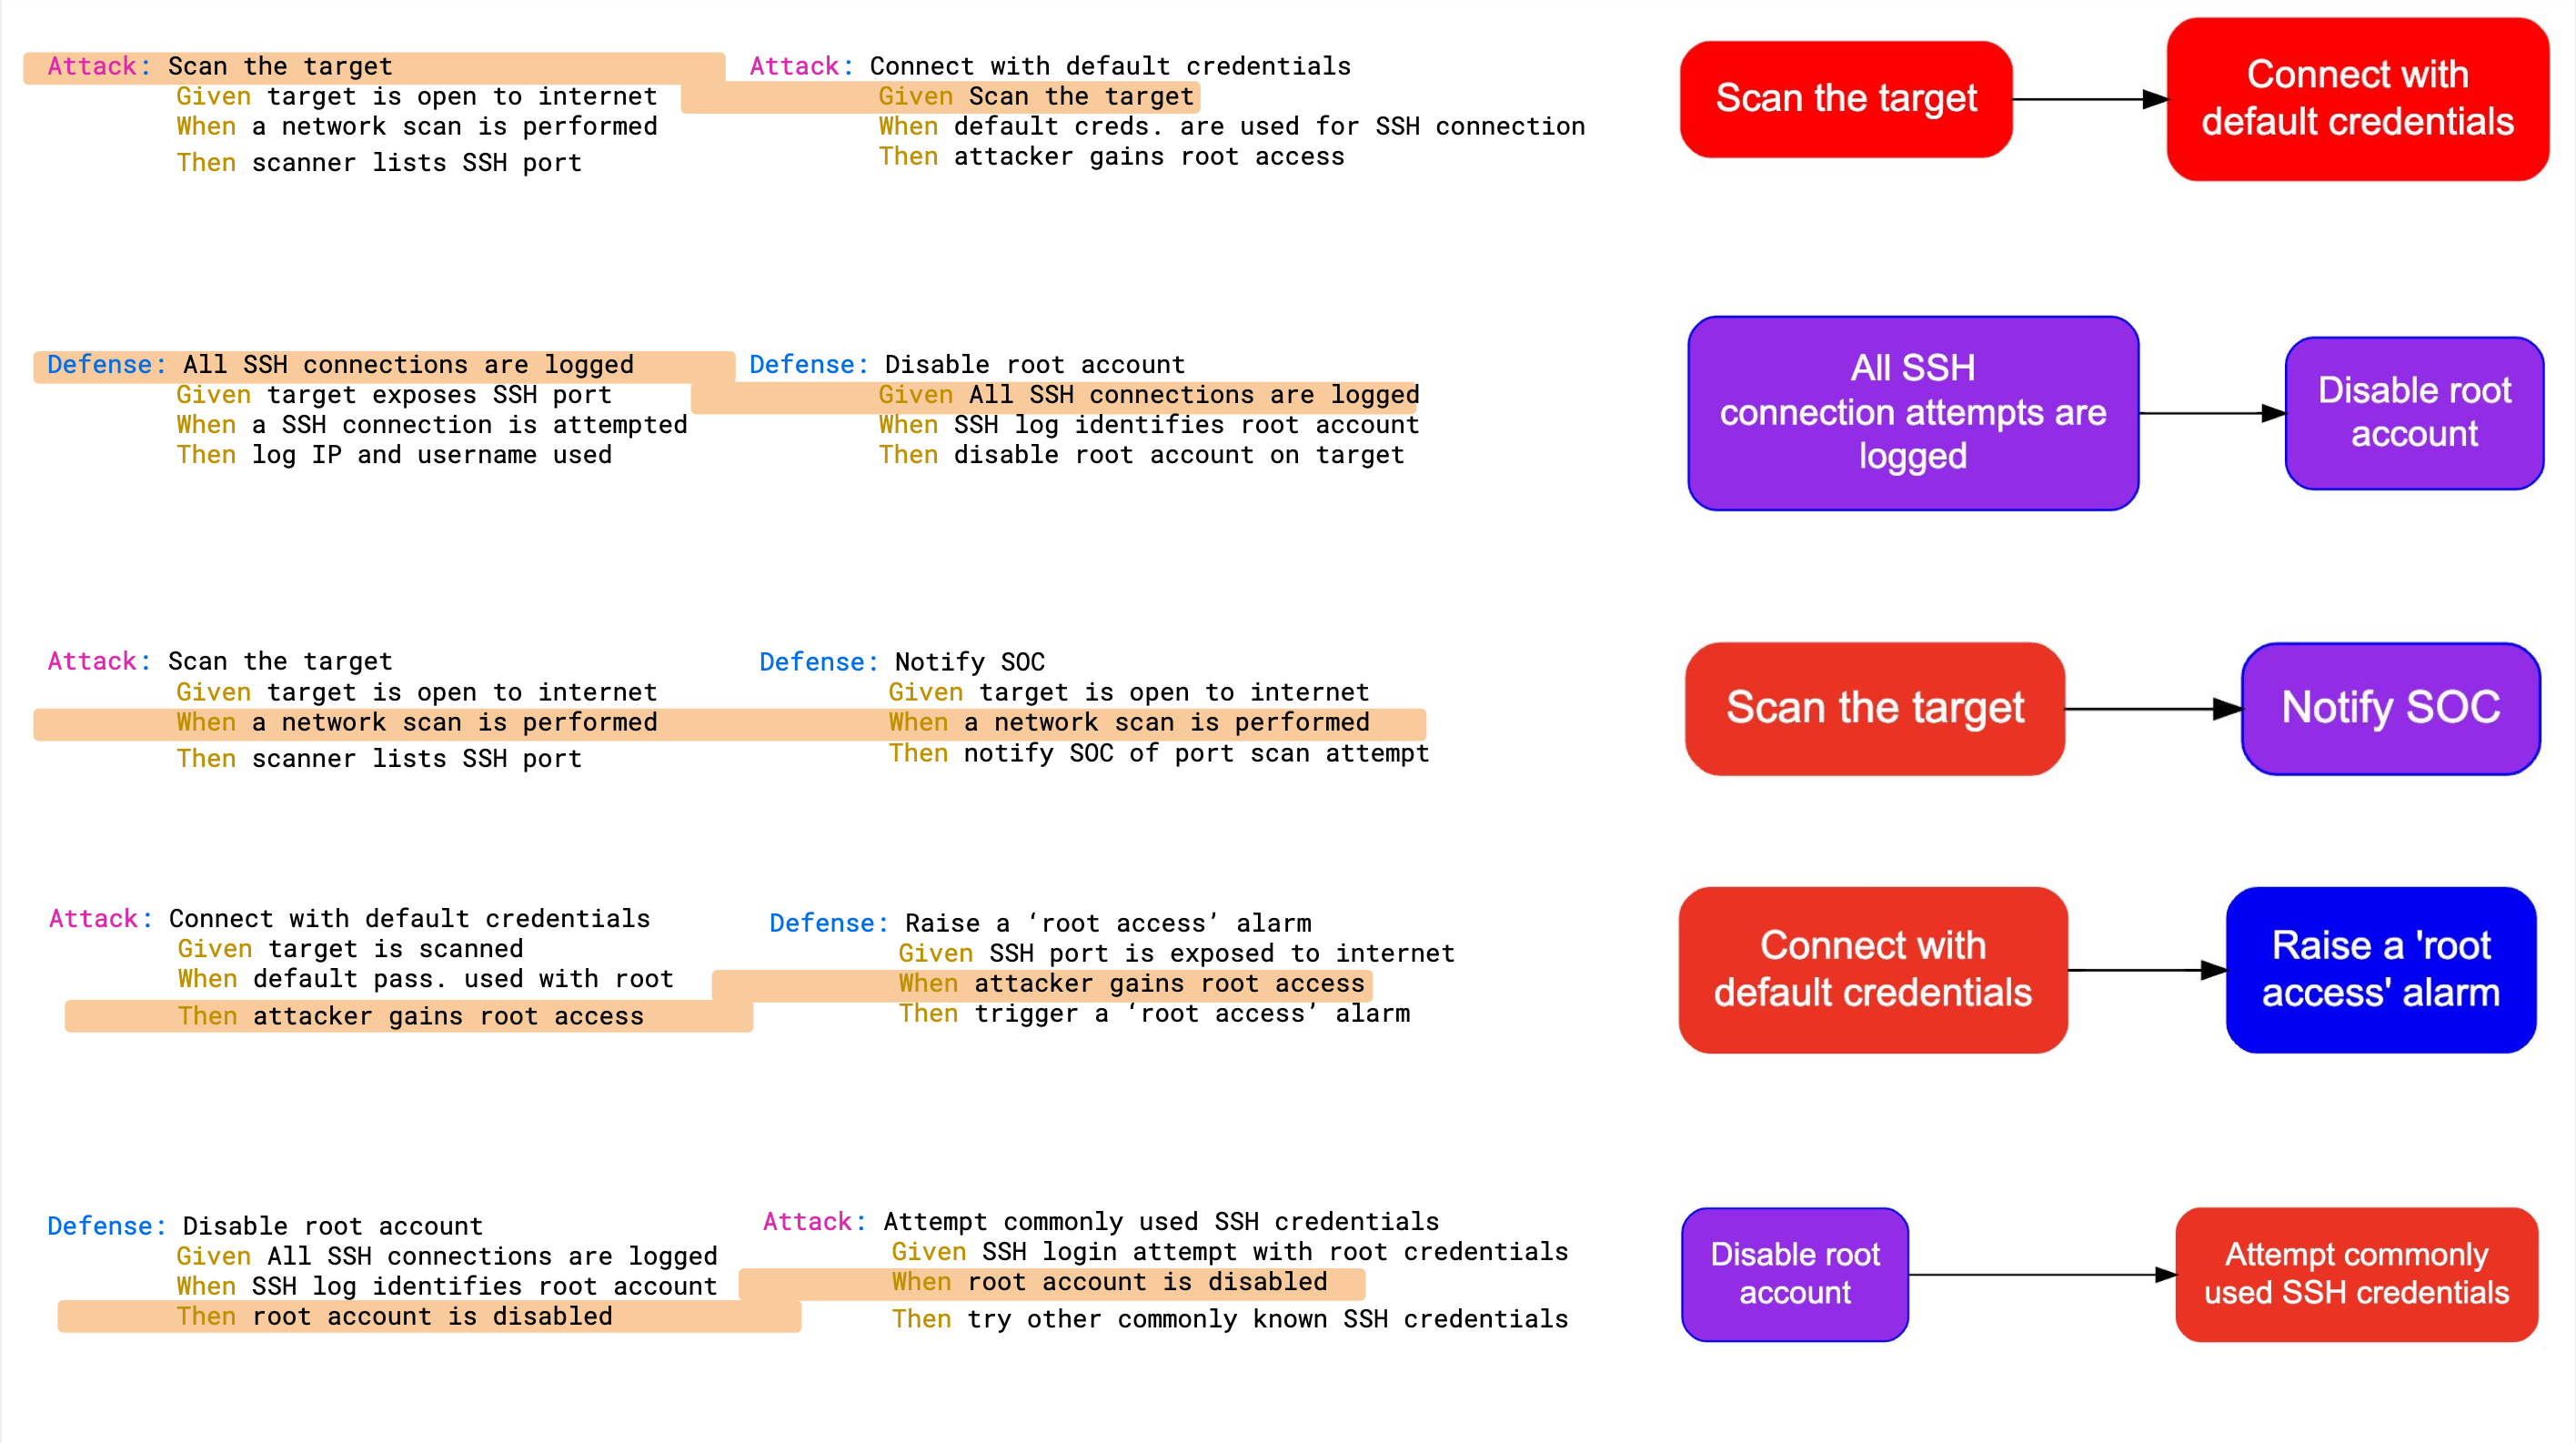 Attack: Scan the target
Given target is open to internet
When a network scan is performed
Then scanner lists SSH port
Attack: Connect with default credentials
Given Scan the target
When default creds. are used for SSH connection
Then attacker gains root access
Scan the target
Connect with
default credentials
Defense: All SSH connections are logged
Given target exposes SSH port
When a SSH connection is attempted
Then log IP and username used
Defense: Disable root account
Given All SSH connections are logged
When SSH log identifies root account
Then disable root account on target
All SSH
connection attempts are
logged
Disable root
account
Attack: Scan the target
Given target is open to internet
When a network scan is performed
Then scanner lists SSH port
Defense: Notify SOC
Given target is open to internet
When a network scan is performed
Then notify SOC of port scan attempt
Scan the target
Notify SOC
Attack: Connect with default credentials
Given target is scanned
When default pass. used with root
Then attacker gains root access
Defense: Raise a ‘root access’ alarm
Given SSH port is exposed to internet
When attacker gains root access
Then trigger a ‘root access’ alarm
Connect with
default credentials
Raise a 'root
access' alarm
Defense: Disable root account
Given All SSH connections are logged
When SSH log identifies root account
Then root account is disabled
Attack: Attempt commonly used SSH credentials
Given SSH login attempt with root credentials
When root account is disabled
Then try other commonly known SSH credentials
Disable root
account
Attempt commonly
used SSH credentials